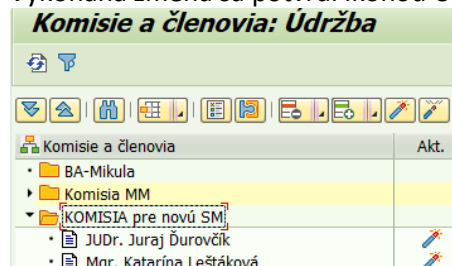 Komisie a členovia: Údržba
Komisie a členovia Akt.
BA-Mikula
Komisia MM
KOMISIA pre novú SM
JUDr. Juraj Ďurovčík
Mgr. Katarína Leštáková